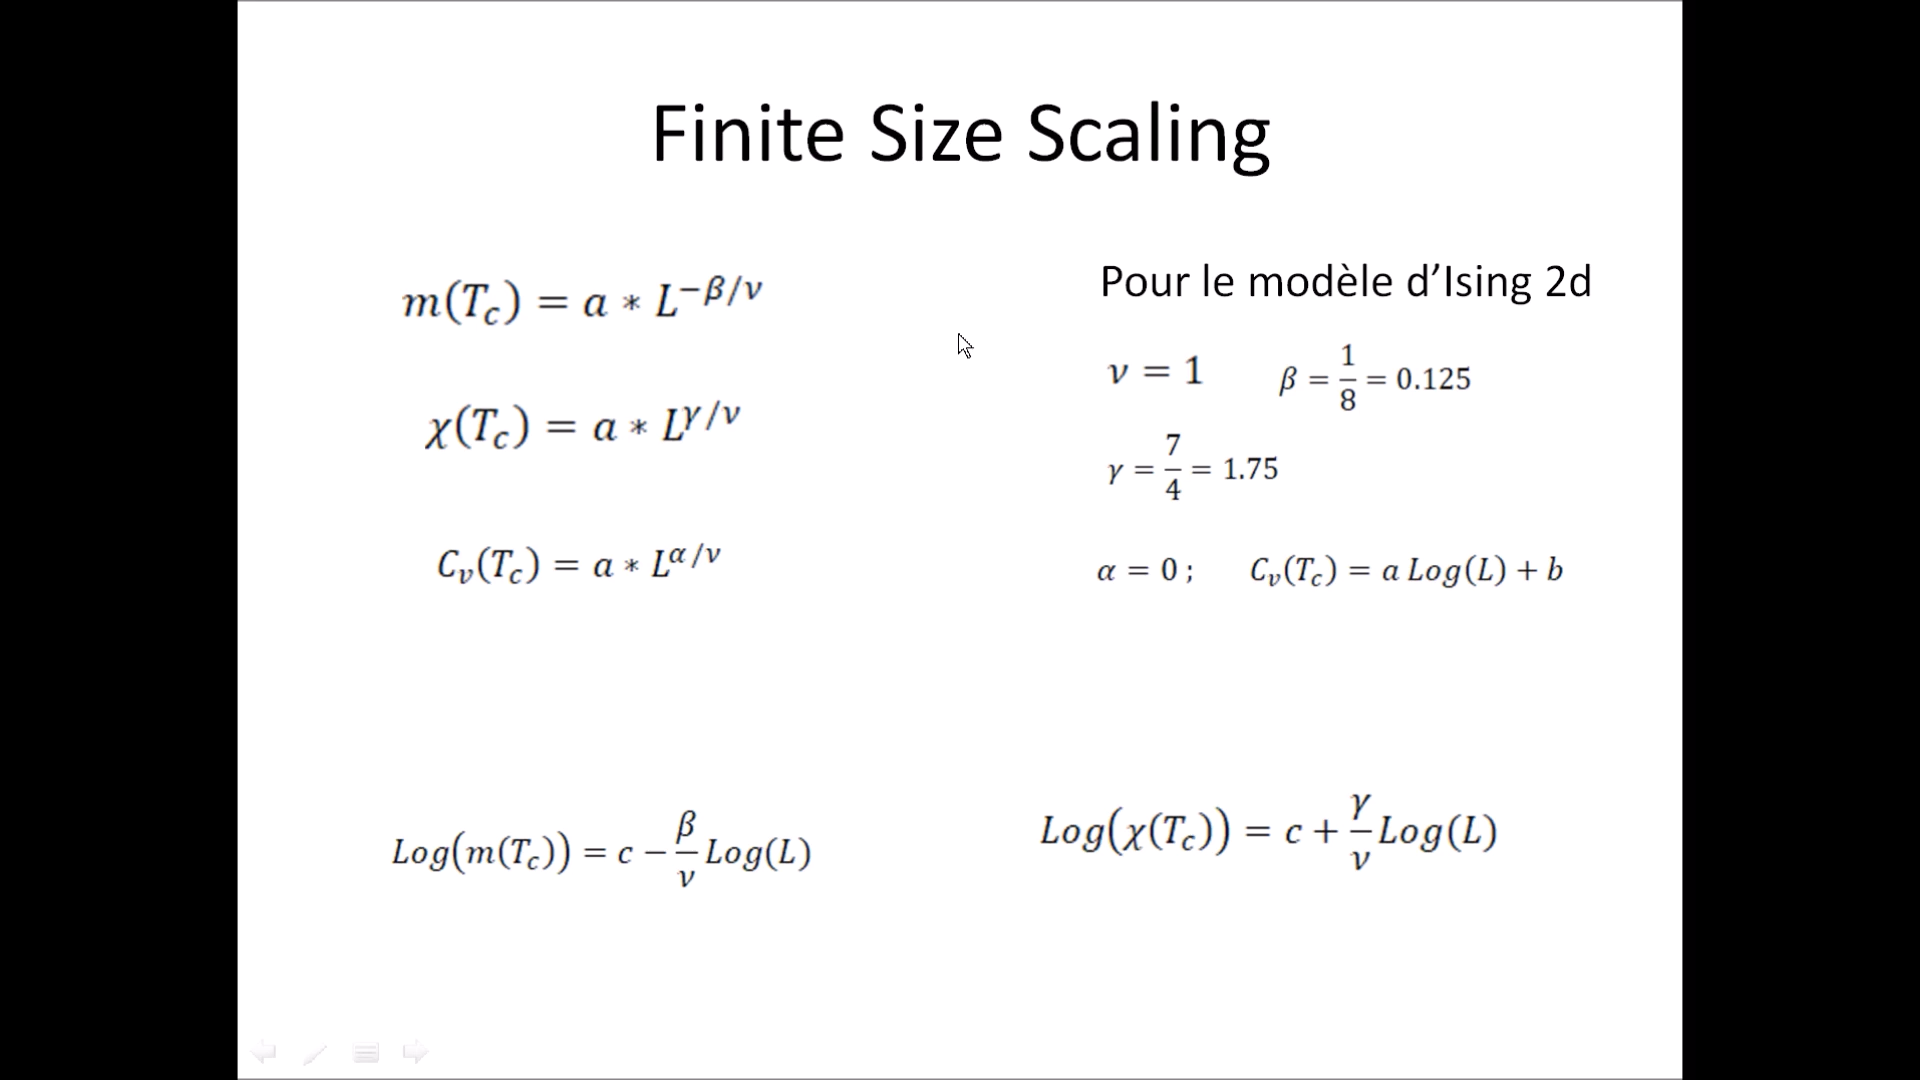 Finite Size Scaling
m(T_c) = a * L^{-β/ν}
χ(T_c) = a * L^{γ/ν}
C_v(T_c) = a * L^{α/ν}
Pour le modèle d’Ising 2d
ν = 1    β = 1/8 = 0.125
γ = 7/4 = 1.75
α = 0 ;    C_v(T_c) = a Log(L) + b
Log(m(T_c)) = c − β/ν Log(L)
Log(χ(T_c)) = c + γ/ν Log(L)